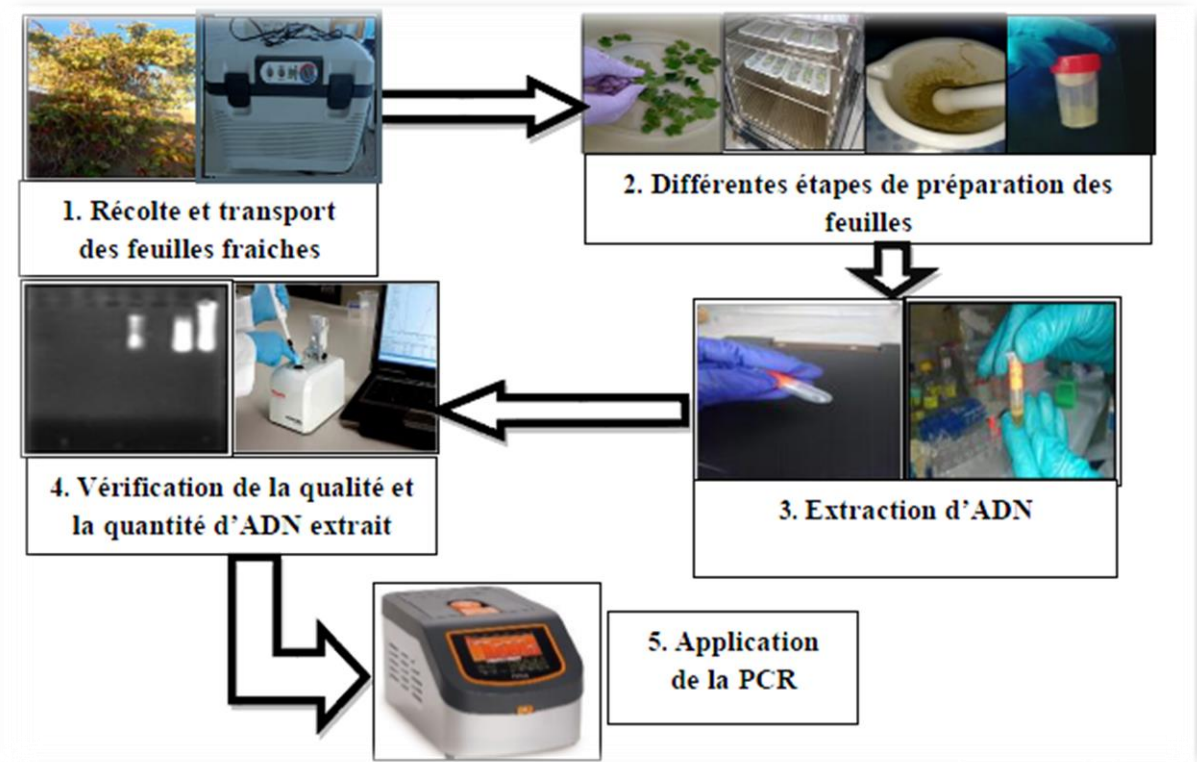 1. Récolte et transport
des feuilles fraiches
2. Différentes étapes de préparation des
feuilles
3. Extraction d’ADN
4. Vérification de la qualité et
la quantité d’ADN extrait
5. Application
de la PCR